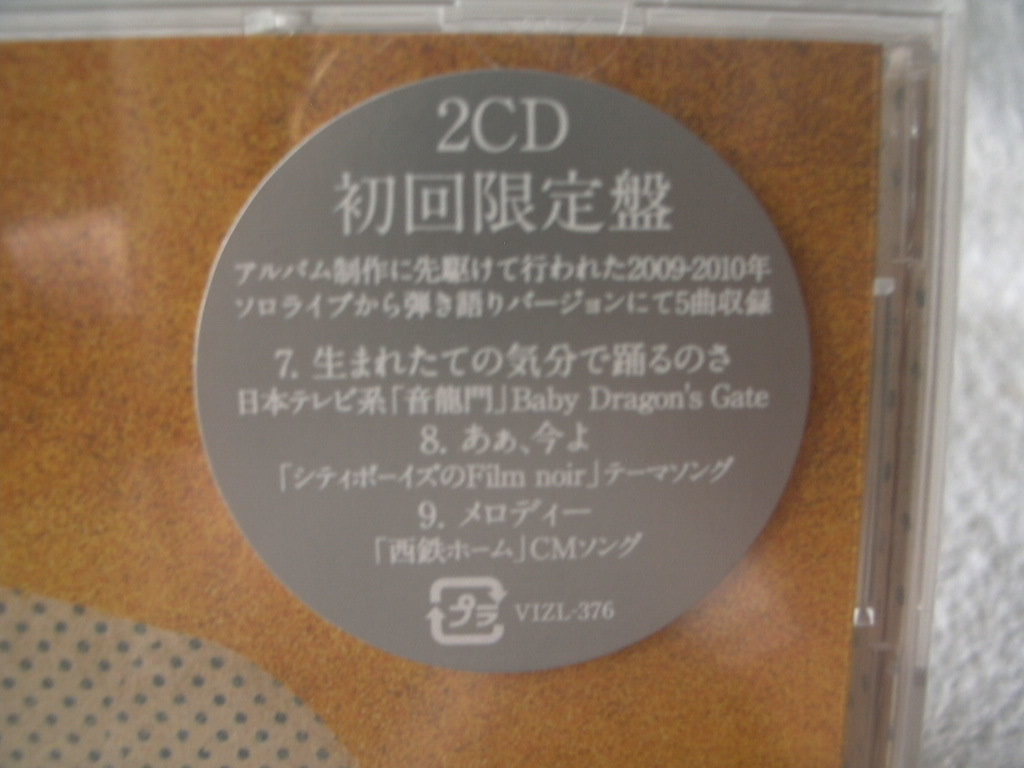 2CD
初回限定盤
アルバム制作に先駆けて行われた2009-2010年
ソロライブから弾き語りバージョンにて5曲収録
7. 生まれたての気分で踊るのさ
日本テレビ系「音龍門」Baby Dragon's Gate
8. あぁ、今よ
「シティボーイズのFilm noir」テーマソング
9. メロディー
「西鉄ホーム」CMソング
プラ VIZL-376